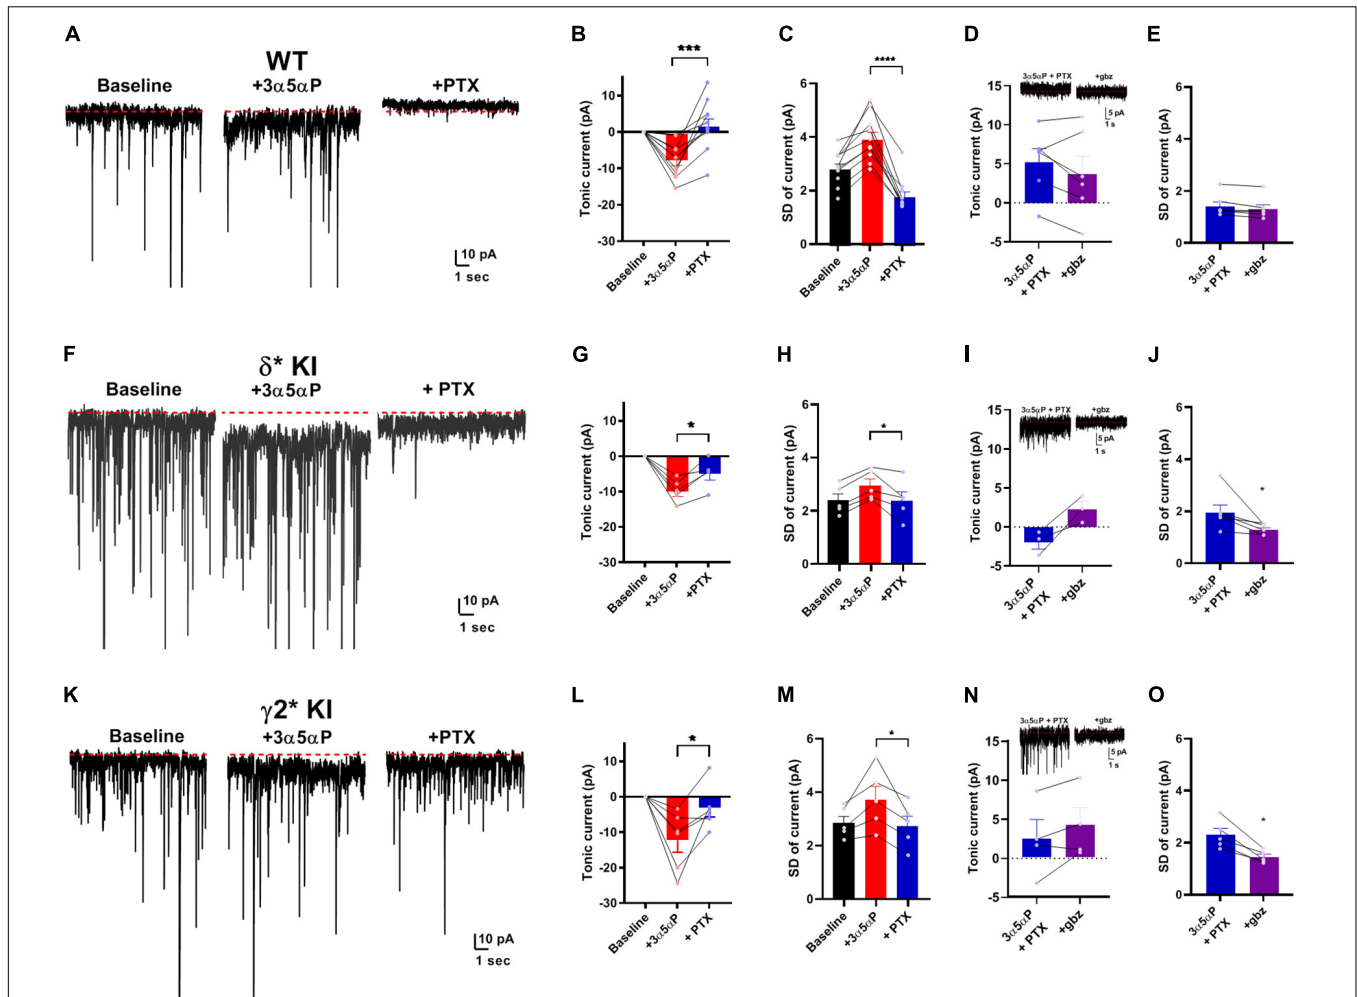 A
WT
Baseline
+3α5αP
+PTX
10 pA
1 sec
B
***
Tonic current (pA)
10
0
-10
-20
-30
Baseline
+3α5αP
+PTX
C
****
SD of current (pA)
6
4
2
0
Baseline
+3α5αP
+PTX
D
3α5αP + PTX
+gbz
5 pA
1 s
Tonic current (pA)
15
10
5
0
-5
3α5αP
+ PTX
+gbz
E
SD of current (pA)
6
4
2
0
3α5αP
+ PTX
+gbz
F
δ* KI
Baseline
+3α5αP
+ PTX
10 pA
1 sec
G
*
Tonic current (pA)
10
0
-10
-20
-30
Baseline
+3α5αP
+PTX
H
*
SD of current (pA)
6
4
2
0
Baseline
+3α5αP
+PTX
I
3α5αP + PTX
+gbz
5 pA
1 s
Tonic current (pA)
15
10
5
0
-5
3α5αP
+ PTX
+gbz
J
*
SD of current (pA)
6
4
2
0
3α5αP
+ PTX
+gbz
K
γ2* KI
Baseline
+3α5αP
+PTX
10 pA
1 sec
L
*
Tonic current (pA)
10
0
-10
-20
-30
Baseline
+3α5αP
+ PTX
M
*
SD of current (pA)
6
4
2
0
Baseline
+3α5αP
+ PTX
N
3α5αP + PTX
+gbz
5 pA
1 s
Tonic current (pA)
15
10
5
0
-5
3α5αP
+ PTX
+gbz
O
*
SD of current (pA)
6
4
2
0
3α5αP
+ PTX
+gbz